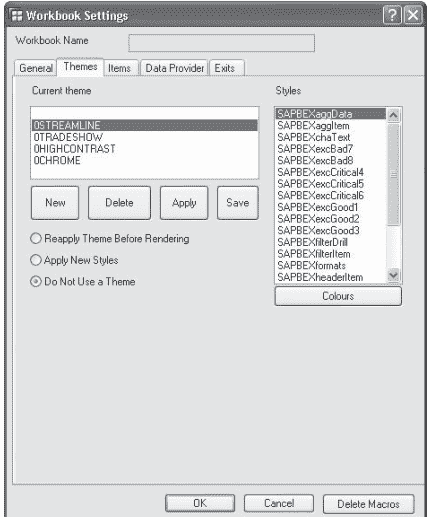 Workbook Settings
Workbook Name
General Themes Items Data Provider Exits
Current theme
0STREAMLINE
0TRADESHOW
0HIGHCONTRAST
0CHROME
New Delete Apply Save
Reapply Theme Before Rendering
Apply New Styles
Do Not Use a Theme
Styles
SAPBEXaggData
SAPBEXaggItem
SAPBEXchaText
SAPBEXexcBad7
SAPBEXexcBad8
SAPBEXexcCritical4
SAPBEXexcCritical5
SAPBEXexcCritical6
SAPBEXexcGood1
SAPBEXexcGood2
SAPBEXexcGood3
SAPBEXfilterDrill
SAPBEXfilterItem
SAPBEXformats
SAPBEXheaderItem
Colours
OK Cancel Delete Macros